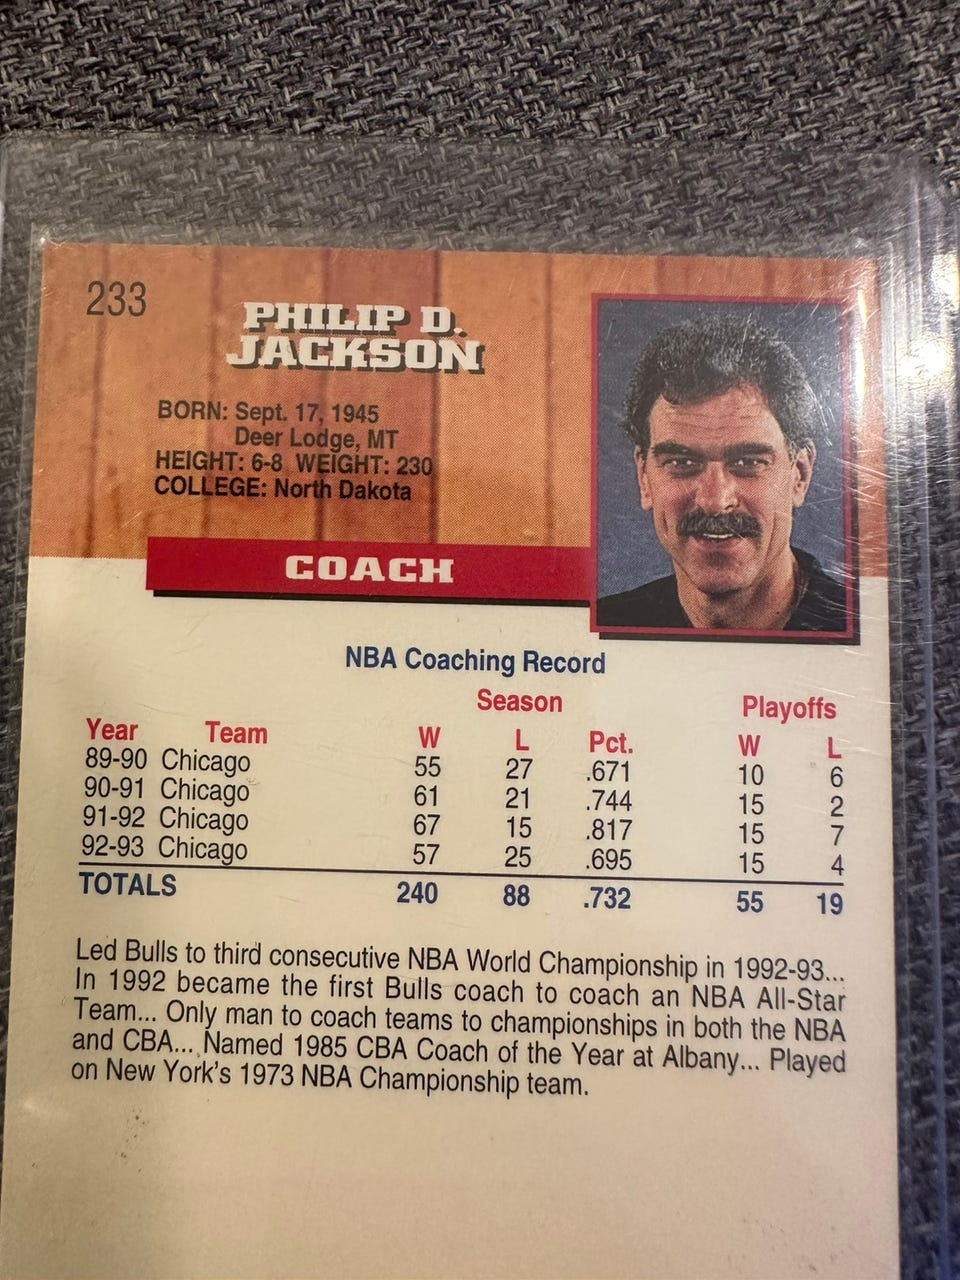 233
PHILIP D.
JACKSON
BORN: Sept. 17, 1945
Deer Lodge, MT
HEIGHT: 6-8 WEIGHT: 230
COLLEGE: North Dakota
COACH
NBA Coaching Record
Season Playoffs
Year Team W L Pct. W L
89-90 Chicago 55 27 .671 10 6
90-91 Chicago 61 21 .744 15 2
91-92 Chicago 67 15 .817 15 7
92-93 Chicago 57 25 .695 15 4
TOTALS 240 88 .732 55 19
Led Bulls to third consecutive NBA World Championship in 1992-93...
In 1992 became the first Bulls coach to coach an NBA All-Star
Team... Only man to coach teams to championships in both the NBA
and CBA... Named 1985 CBA Coach of the Year at Albany... Played
on New York's 1973 NBA Championship team.